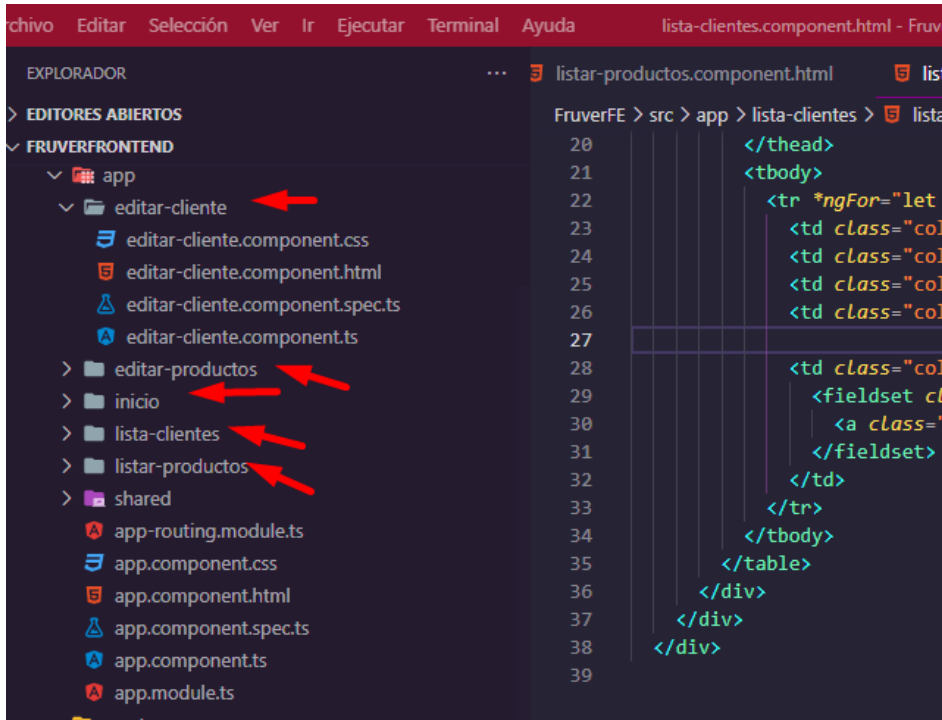 Editar Selección Ver Ir Ejecutar Terminal Ayuda lista-clientes.component.html - Fruv
EXPLORADOR ...
EDITORES ABIERTOS
FRUVERFRONTEND
app
editar-cliente
editar-cliente.component.css
editar-cliente.component.html
editar-cliente.component.spec.ts
editar-cliente.component.ts
editar-productos
inicio
lista-clientes
listar-productos
shared
app-routing.module.ts
app.component.css
app.component.html
app.component.spec.ts
app.component.ts
app.module.ts
listar-productos.component.html lis
FruverFE > src > app > lista-clientes > lista
20 </thead>
21 <tbody>
22 <tr *ngFor="let
23 <td class="col
24 <td class="col
25 <td class="col
26 <td class="col
27
28 <td class="col
29 <fieldset cl
30 <a class="
31 </fieldset>
32 </td>
33 </tr>
34 </tbody>
35 </table>
36 </div>
37 </div>
38 </div>
39